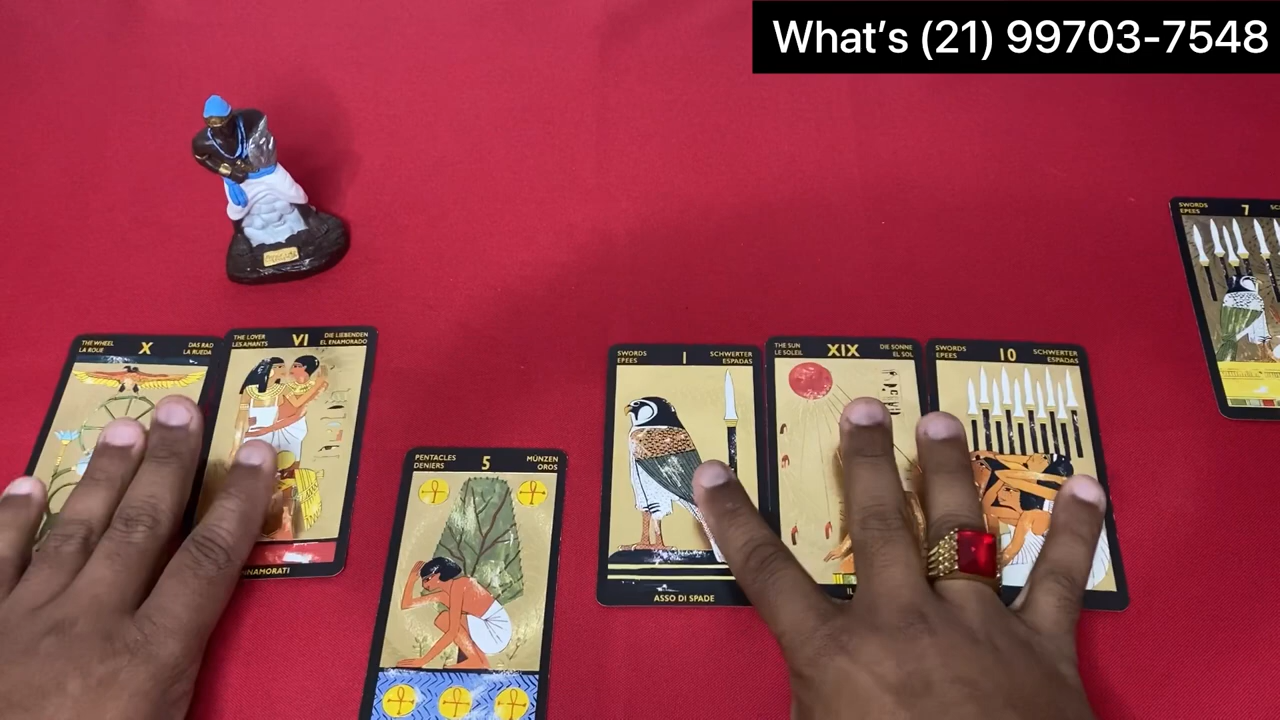 What's (21) 99703-7548
SWORDS
EPEES
7
THE WHEEL
LA ROUE
X
DAS RAD
LA RUEDA
THE LOVER
LES AMANTS
VI
DIE LIEBENDEN
EL ENAMORADO
NAMORATI
PENTACLES
DENIERS
5
MÜNZEN
OROS
SWORDS
EPEES
1
SCHWERTER
ESPADAS
ASSO DI SPADE
THE SUN
LE SOLEIL
XIX
DIE SONNE
EL SOL
IL
SWORDS
EPEES
10
SCHWERTER
ESPADAS